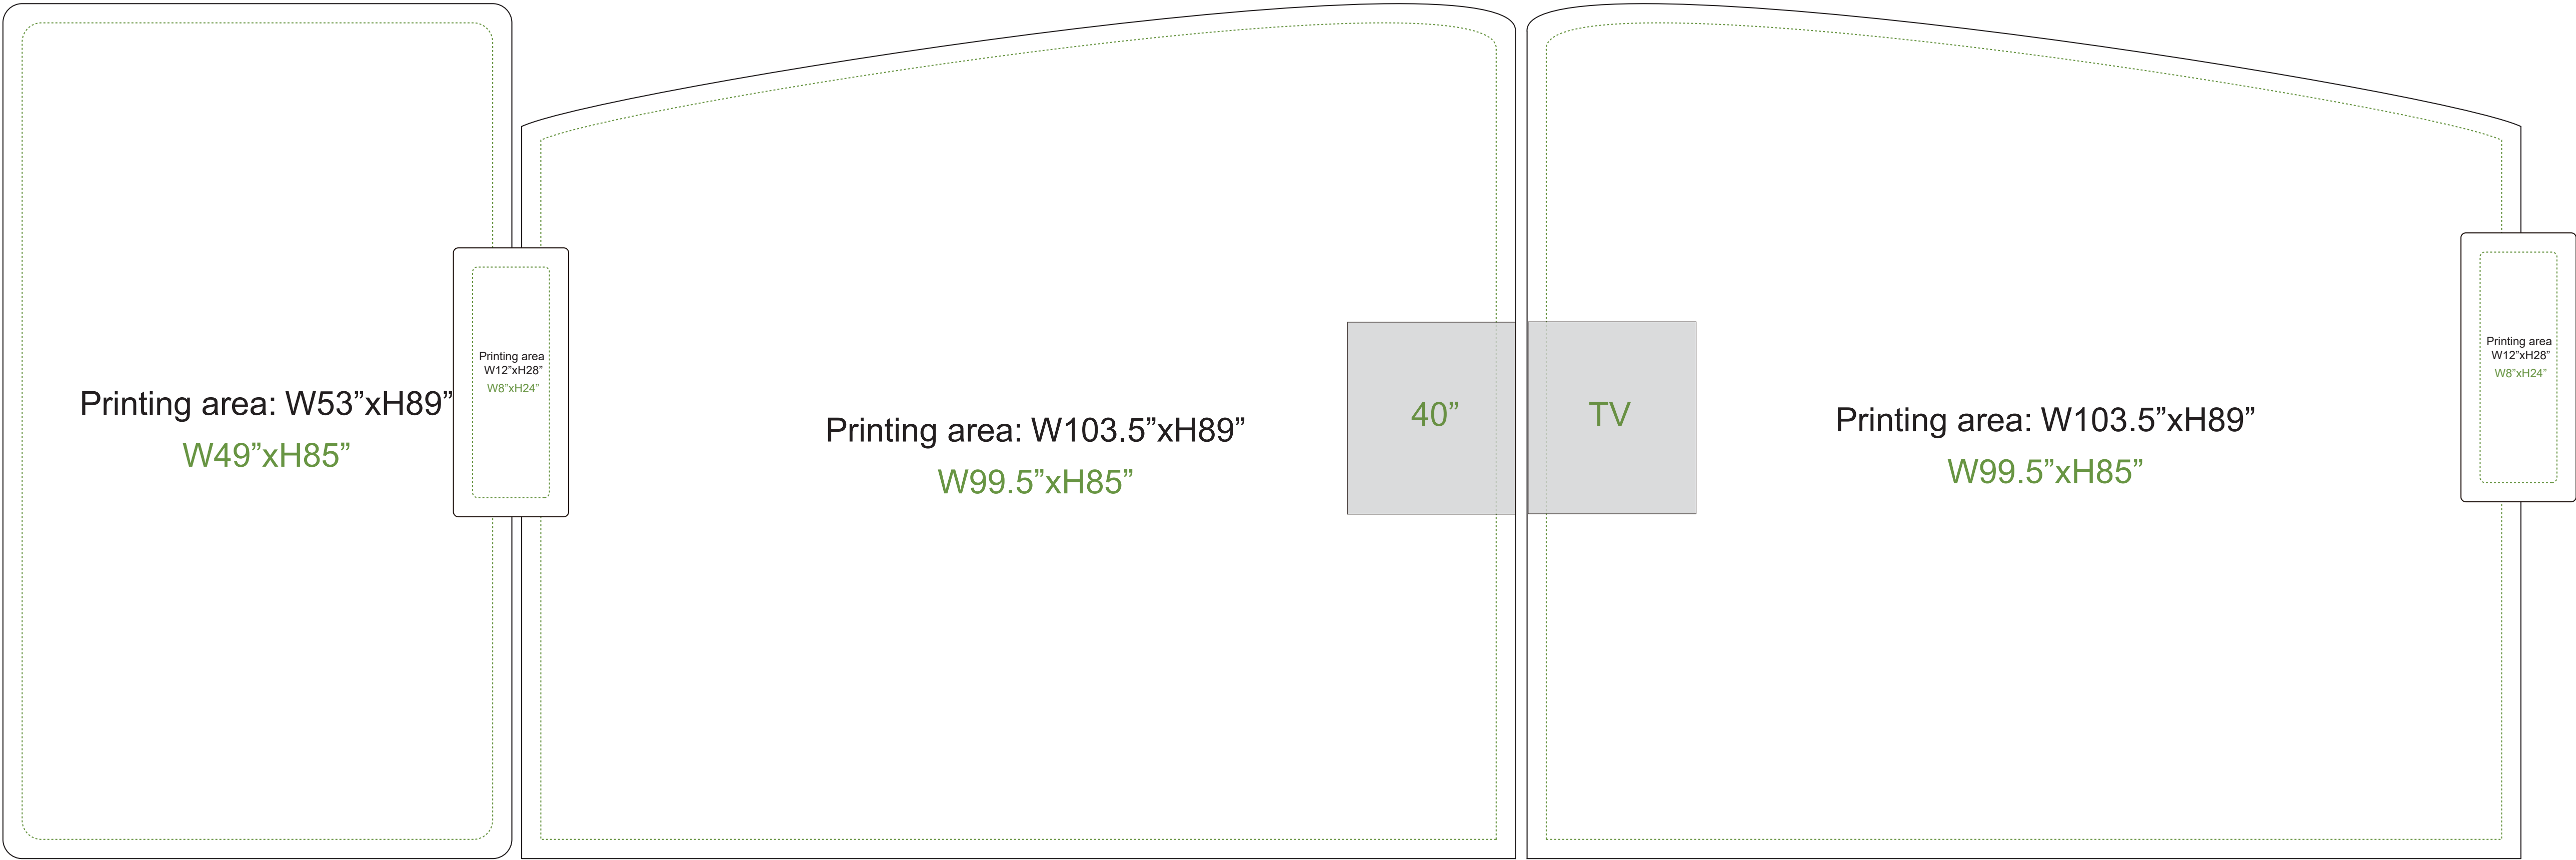 Printing area: W53”xH89”
W49”xH85”
Printing area
W12”xH28”
W8”xH24”
Printing area: W103.5”xH89”
W99.5”xH85”
40”
TV
Printing area: W103.5”xH89”
W99.5”xH85”
Printing area
W12”xH28”
W8”xH24”